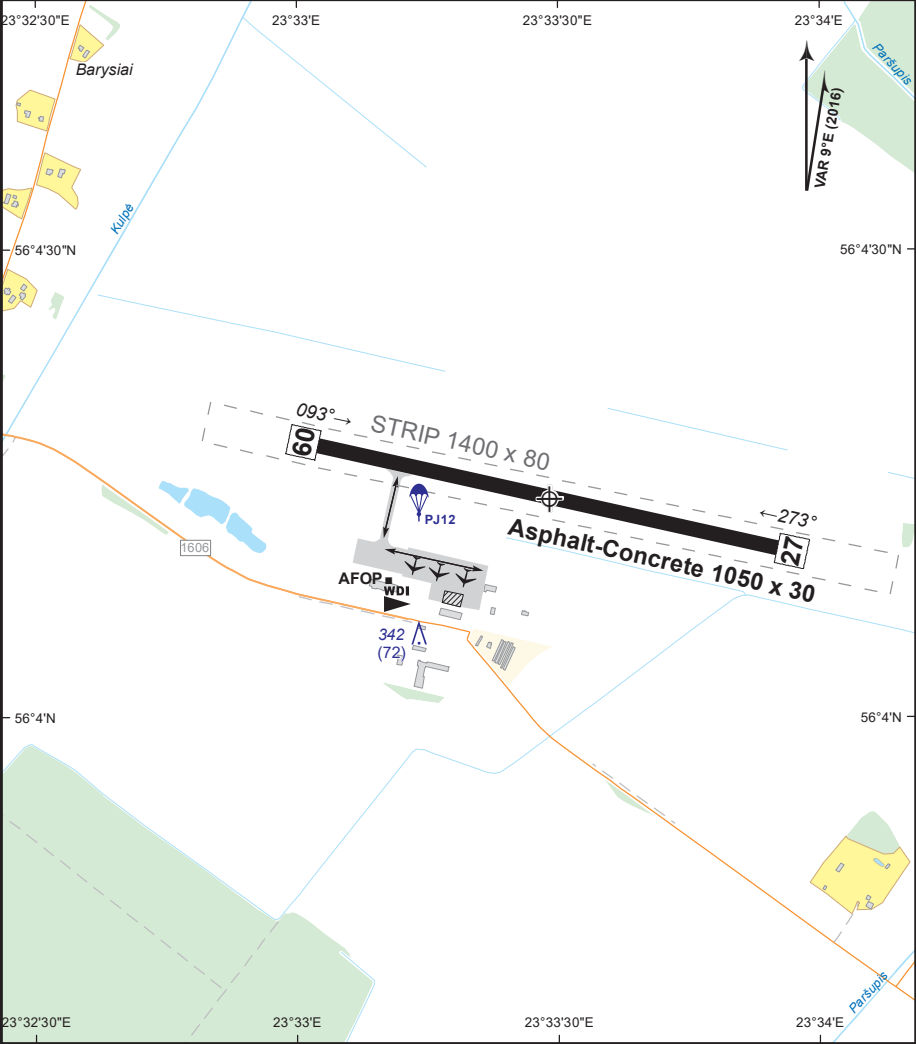 23°32'30"E
23°33'E
23°33'30"E
23°34'E
Barysiai
Paršupis
VAR 9°E (2016)
Kulpė
56°4'30"N
56°4'30"N
093°→
STRIP 1400 x 80
09
←273°
27
PJ12
Asphalt-Concrete 1050 x 30
1606
AFOP
WDI
342
(72)
56°4'N
56°4'N
Paršupis
23°32'30"E
23°33'E
23°33'30"E
23°34'E